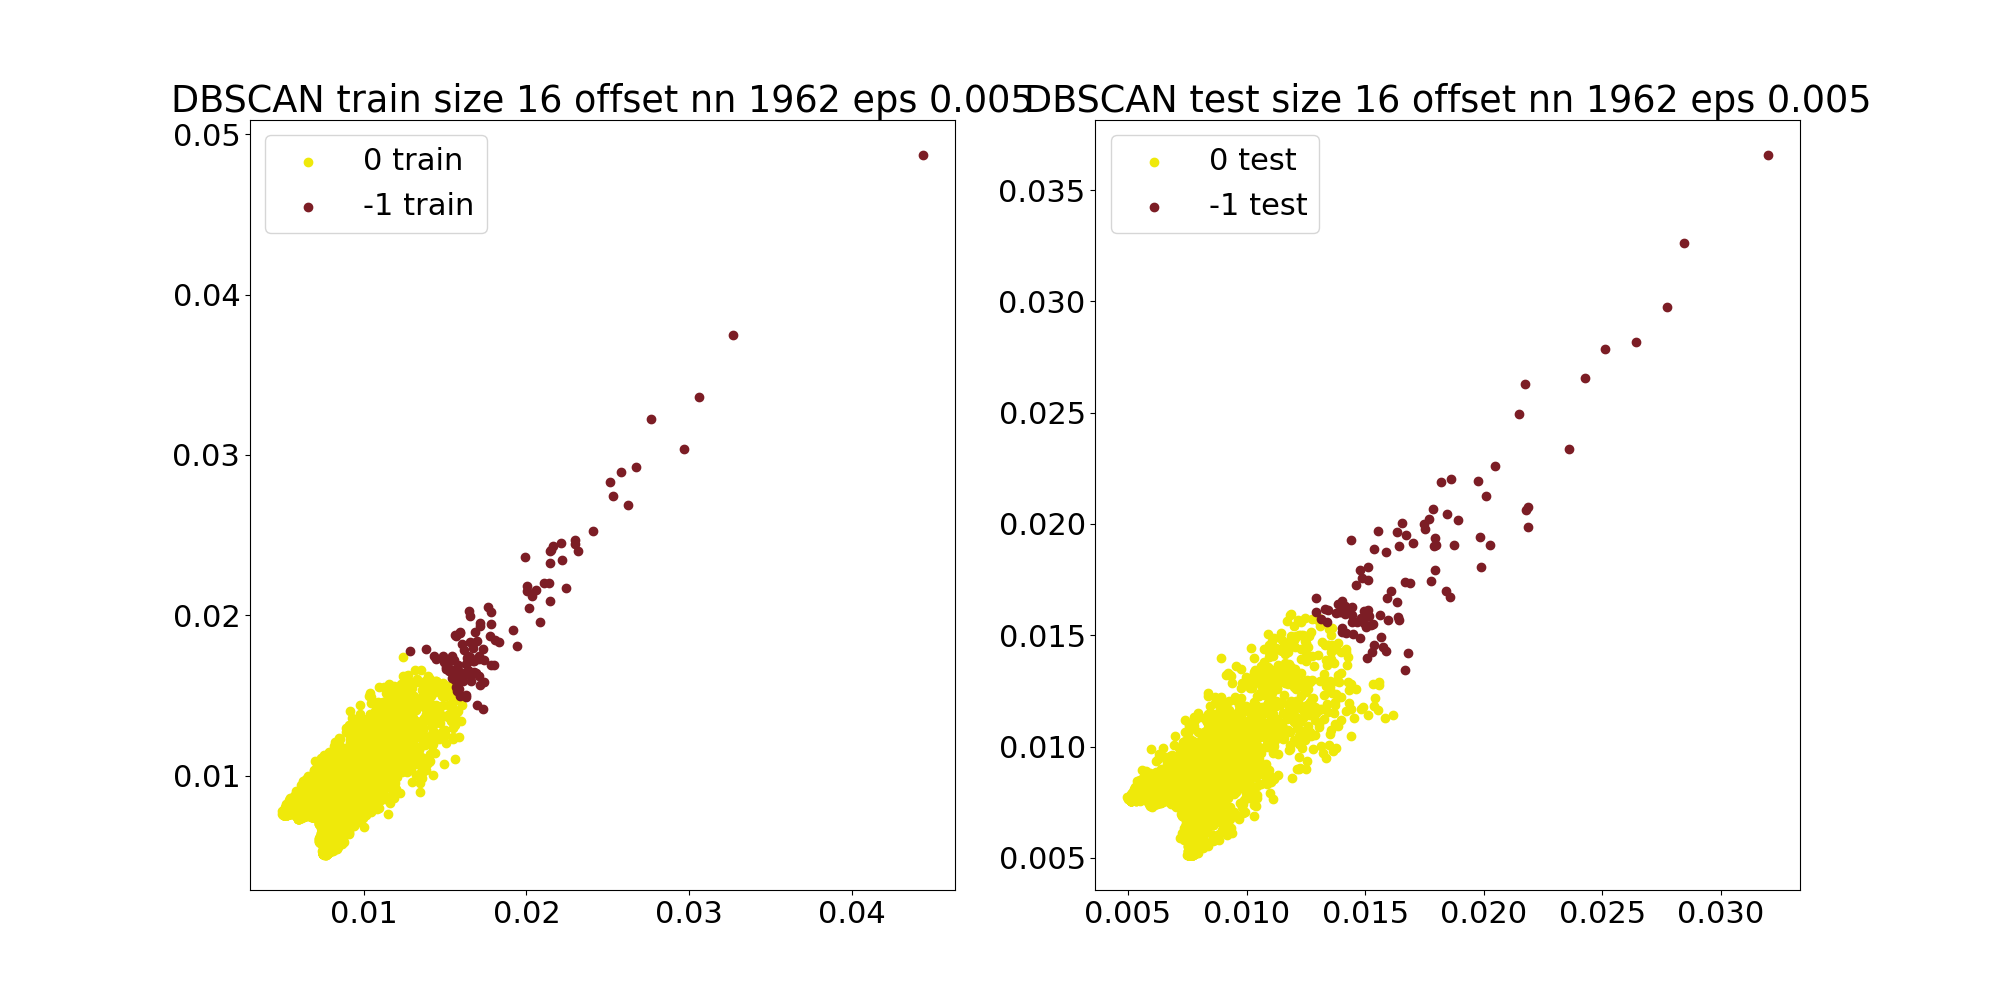 DBSCAN train size 16 offset nn 1962 eps 0.005
0 train
-1 train
0.05
0.04
0.03
0.02
0.01
0.01 0.02 0.03 0.04
DBSCAN test size 16 offset nn 1962 eps 0.005
0 test
-1 test
0.035
0.030
0.025
0.020
0.015
0.010
0.005
0.005 0.010 0.015 0.020 0.025 0.030